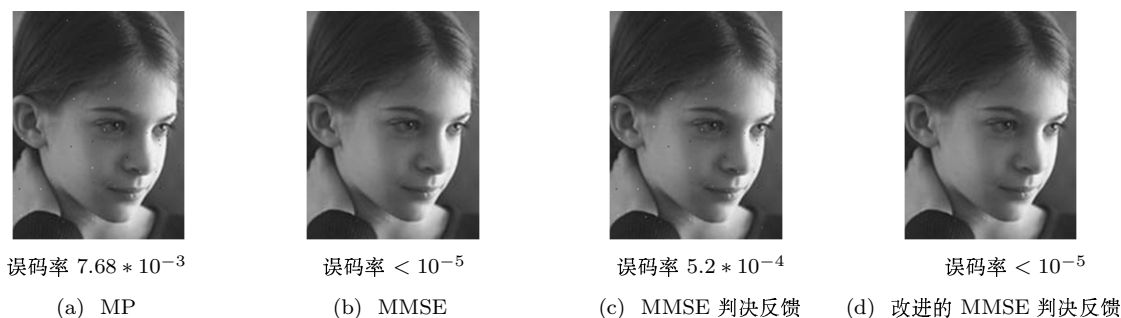 误码率 7.68 ∗ 10⁻³
误码率 < 10⁻⁵
误码率 5.2 ∗ 10⁻⁴
误码率 < 10⁻⁵
(a) MP
(b) MMSE
(c) MMSE 判决反馈
(d) 改进的 MMSE 判决反馈